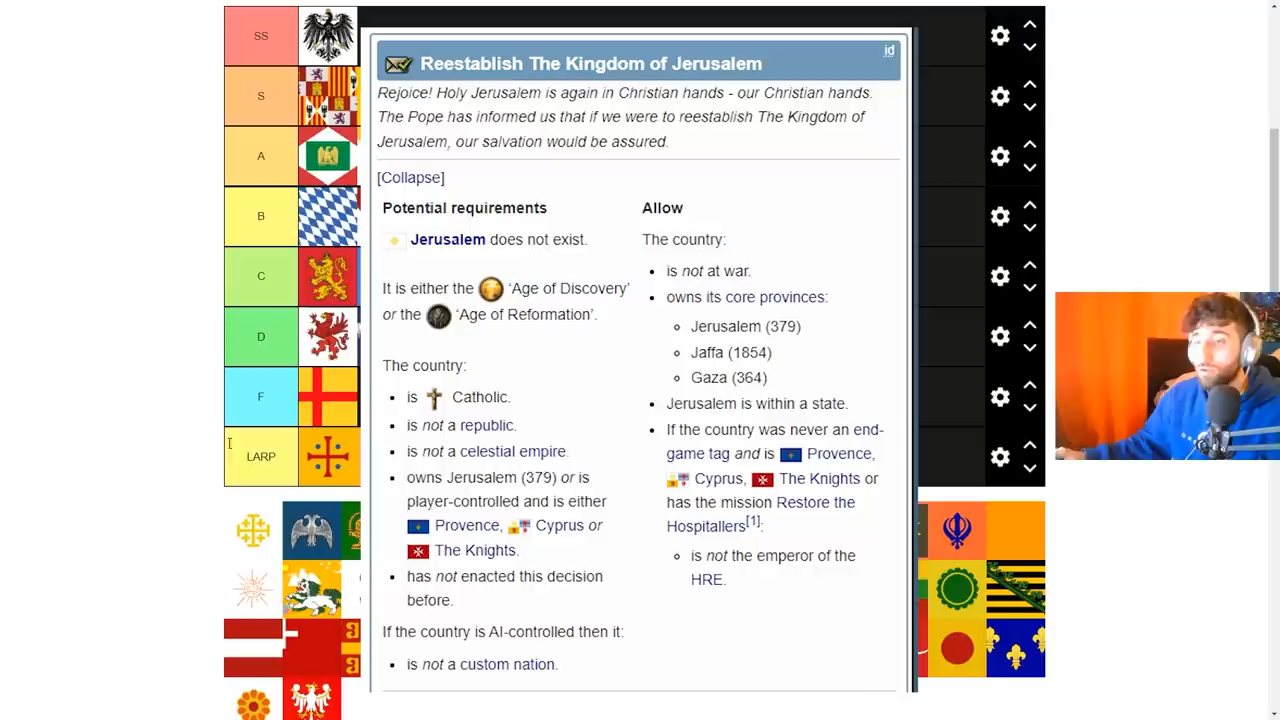 SS
S
A
B
C
D
F
LARP
Reestablish The Kingdom of Jerusalem
id
Rejoice! Holy Jerusalem is again in Christian hands - our Christian hands.
The Pope has informed us that if we were to reestablish The Kingdom of
Jerusalem, our salvation would be assured.
[Collapse]
Potential requirements
Jerusalem does not exist.
It is either the 'Age of Discovery'
or the 'Age of Reformation'.
The country:
• is Catholic.
• is not a republic.
• is not a celestial empire.
• owns Jerusalem (379) or is
player-controlled and is either
Provence, Cyprus or
The Knights.
• has not enacted this decision
before.
If the country is AI-controlled then it:
• is not a custom nation.
Allow
The country:
• is not at war.
• owns its core provinces:
Jerusalem (379)
Jaffa (1854)
Gaza (364)
• Jerusalem is within a state.
• If the country was never an end-
game tag and is Provence,
Cyprus, The Knights or
has the mission Restore the
Hospitallers[1]:
is not the emperor of the
HRE.